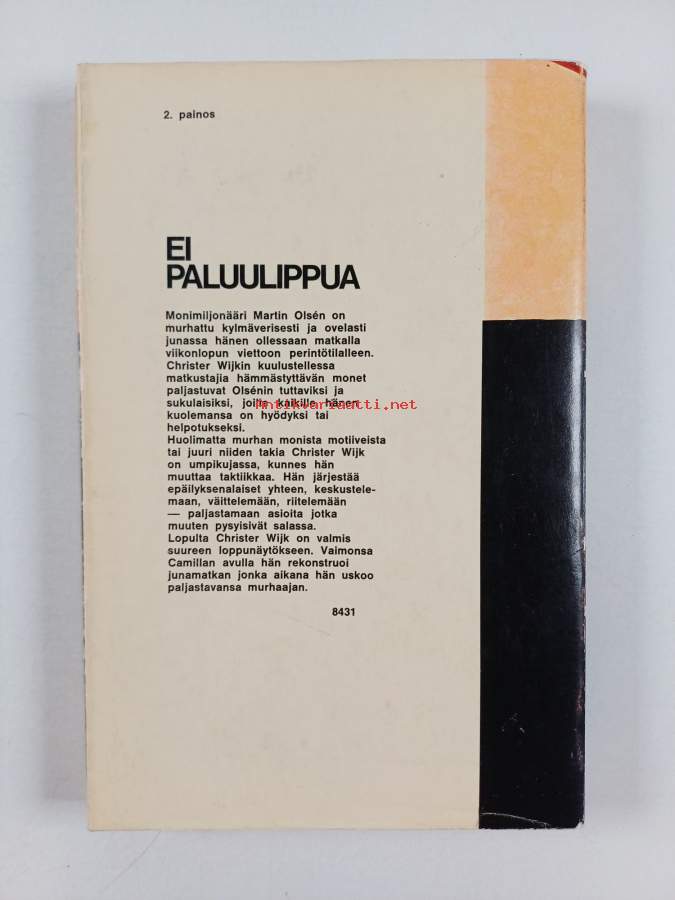 2. painos
EI
PALUULIPPUA
Monimiljonääri Martin Olsén on
murhattu kylmäverisesti ja ovelasti
junassa hänen ollessaan matkalla
viikonlopun viettoon perintötilalleen.
Christer Wijkin kuulustellessa
matkustajia hämmästyttävän monet
paljastuvat Olsénin tuttaviksi ja
sukulaisiksi, joille kaikille hänen
Antikvariaatti.net
kuolemansa on hyödyksi tai
helpotukseksi.
Huolimatta murhan monista motiiveista
tai juuri niiden takia Christer Wijk
on umpikujassa, kunnes hän
muuttaa taktiikkaa. Hän järjestää
epäilyksenalaiset yhteen, keskustele-
maan, väittelemään, riitelemään
— paljastamaan asioita jotka
muuten pysyisivät salassa.
Lopulta Christer Wijk on valmis
suureen loppunäytökseen. Vaimonsa
Camillan avulla hän rekonstruoi
junamatkan jonka aikana hän uskoo
paljastavansa murhaajan.
8431